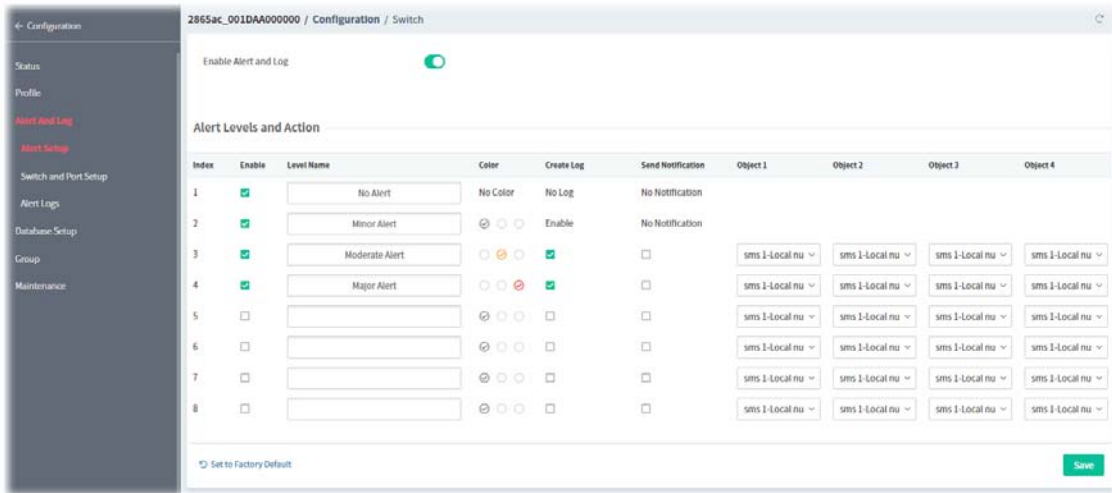 ← Configuration
2865ac_001DAA000000 / Configuration / Switch
Status
Profile
Alert And Log
Alert Setup
Switch and Port Setup
Alert Logs
Database Setup
Group
Maintenance
Enable Alert and Log
Alert Levels and Action
Index Enable Level Name Color Create Log Send Notification Object 1 Object 2 Object 3 Object 4
1 No Alert No Color No Log No Notification
2 Minor Alert Enable No Notification
3 Moderate Alert sms 1-Local nu sms 1-Local nu sms 1-Local nu sms 1-Local nu
4 Major Alert sms 1-Local nu sms 1-Local nu sms 1-Local nu sms 1-Local nu
5 sms 1-Local nu sms 1-Local nu sms 1-Local nu sms 1-Local nu
6 sms 1-Local nu sms 1-Local nu sms 1-Local nu sms 1-Local nu
7 sms 1-Local nu sms 1-Local nu sms 1-Local nu sms 1-Local nu
8 sms 1-Local nu sms 1-Local nu sms 1-Local nu sms 1-Local nu
Set to Factory Default
Save